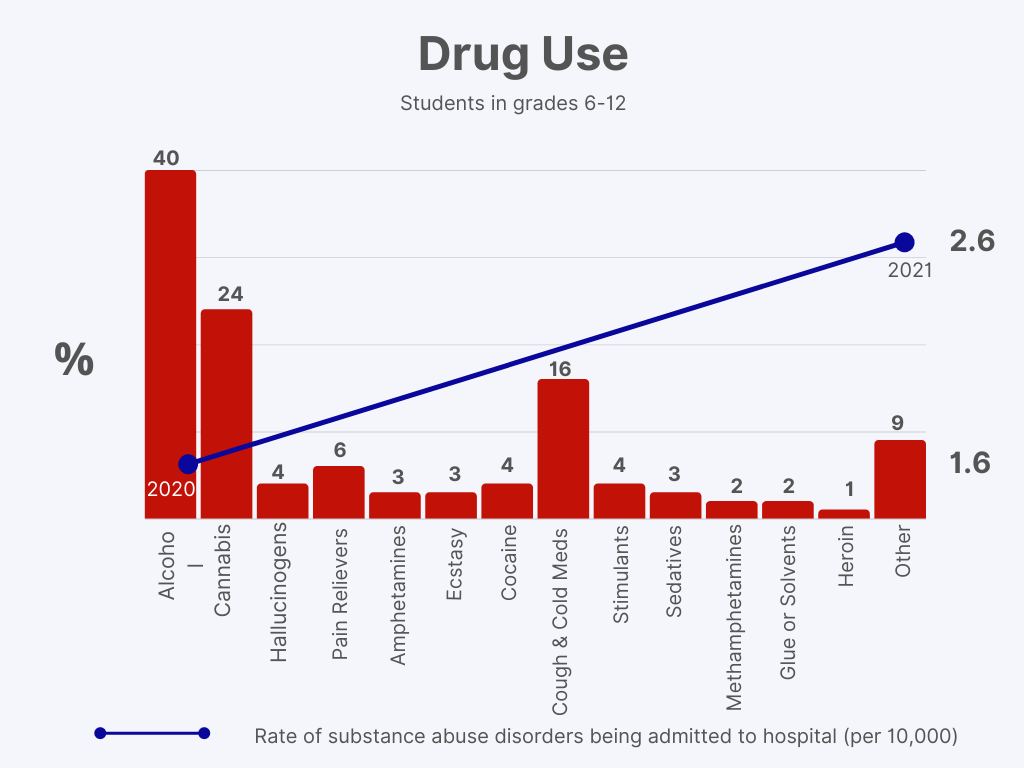 Drug Use
Students in grades 6-12
40
24
4
6
3
3
4
16
4
3
2
2
1
9
%
2020
2021
2.6
1.6
Alcoho
l
Cannabis
Hallucinogens
Pain Relievers
Amphetamines
Ecstasy
Cocaine
Cough & Cold Meds
Stimulants
Sedatives
Methamphetamines
Glue or Solvents
Heroin
Other
Rate of substance abuse disorders being admitted to hospital (per 10,000)